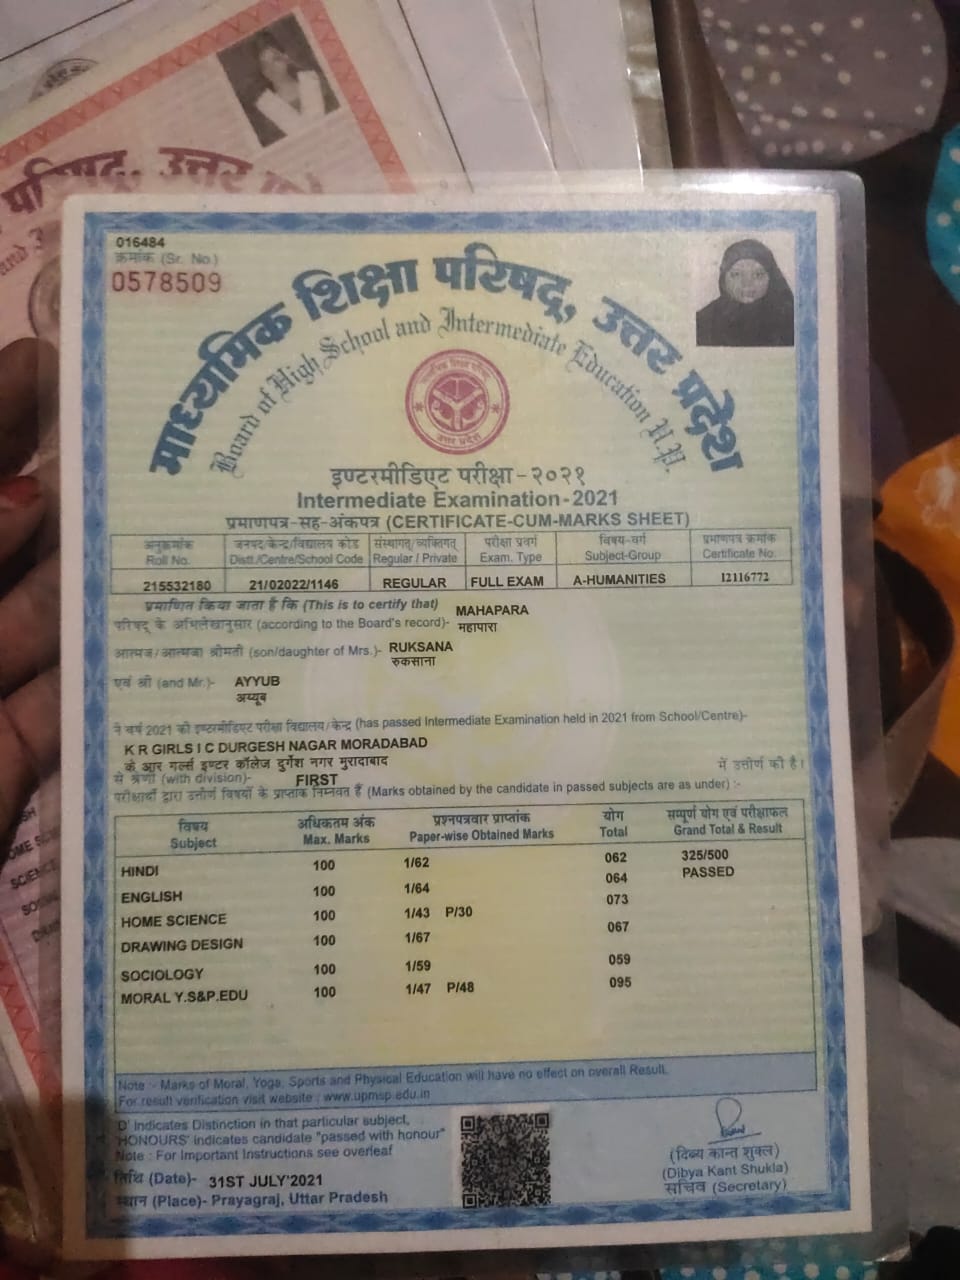 परिषद्, उत्तर
016484
क्रमांक (Sr. No.)
0578509
माध्यमिक शिक्षा परिषद्, उत्तर प्रदेश
Board of High School and Intermediate Education U.P.
इण्टरमीडिएट परीक्षा - २०२१
Intermediate Examination - 2021
प्रमाणपत्र-सह-अंकपत्र (CERTIFICATE-CUM-MARKS SHEET)
अनुक्रमांक जनपद/केन्द्र/विद्यालय कोड संस्थागत/व्यक्तिगत परीक्षा प्रवर्ग विषय-वर्ग प्रमाणपत्र क्रमांक
Roll No. Distt./Centre/School Code Regular / Private Exam. Type Subject-Group Certificate No.
215532180 21/02022/1146 REGULAR FULL EXAM A-HUMANITIES 12116772
प्रमाणित किया जाता है कि (This is to certify that) MAHAPARA
परिषद् के अभिलेखानुसार (according to the Board's record)- महापारा
आत्मज/आत्मजा श्रीमती (son/daughter of Mrs.)- RUKSANA
रुकसाना
एवं श्री (and Mr.)- AYYUB
अय्यूब
ने वर्ष 2021 की इण्टरमीडिएट परीक्षा विद्यालय/केन्द्र (has passed Intermediate Examination held in 2021 from School/Centre)-
K R GIRLS I C DURGESH NAGAR MORADABAD
के आर गर्ल्स इण्टर कॉलेज दुर्गेश नगर मुरादाबाद में उत्तीर्ण की है।
से श्रेणी (with division)- FIRST
परीक्षार्थी द्वारा उत्तीर्ण विषयों के प्राप्तांक निम्नवत हैं (Marks obtained by the candidate in passed subjects are as under) :-
विषय अधिकतम अंक प्रश्नपत्रवार प्राप्तांक योग सम्पूर्ण योग एवं परीक्षाफल
Subject Max. Marks Paper-wise Obtained Marks Total Grand Total & Result
HINDI 100 1/62 062 325/500
ENGLISH 100 1/64 064 PASSED
HOME SCIENCE 100 1/43 P/30 073
DRAWING DESIGN 100 1/67 067
SOCIOLOGY 100 1/59 059
MORAL Y.S&P.EDU 100 1/47 P/48 095
Note :- Marks of Moral, Yoga, Sports and Physical Education will have no effect on overall Result.
For result verification visit website : www.upmsp.edu.in
'D' Indicates Distinction in that particular subject,
'HONOURS' indicates candidate "passed with honour"
Note : For Important Instructions see overleaf
तिथि (Date)- 31ST JULY'2021
स्थान (Place)- Prayagraj, Uttar Pradesh
(दिव्य कान्त शुक्ल)
(Dibya Kant Shukla)
सचिव (Secretary)